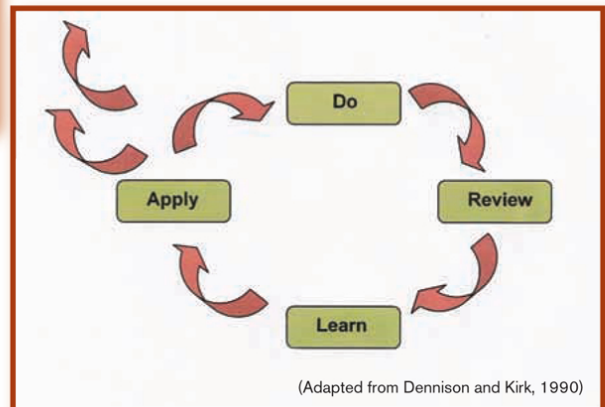 Do
Review
Apply
Learn
(Adapted from Dennison and Kirk, 1990)